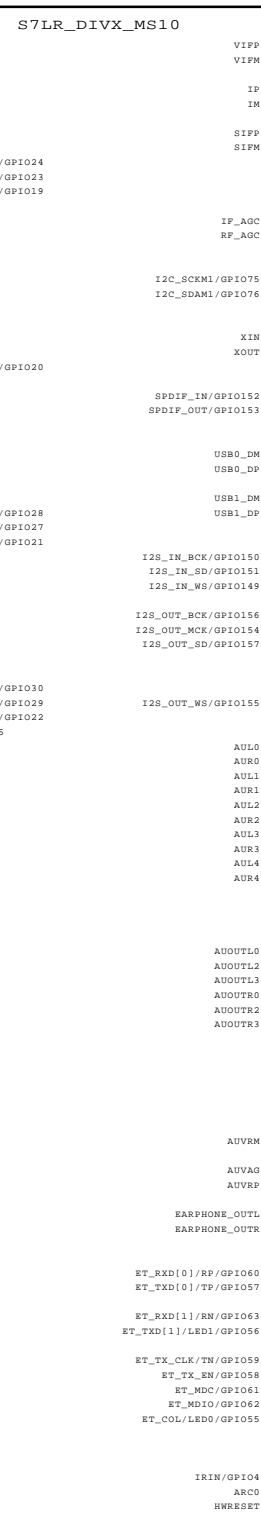 S7LR_DIVX_MS10
VIFP
VIFM
IP
IM
SIFP
SIFM
/GPIO24
/GPIO23
/GPIO19
IF_AGC
RF_AGC
I2C_SCKM1/GPIO75
I2C_SDAM1/GPIO76
XIN
XOUT
/GPIO20
SPDIF_IN/GPIO152
SPDIF_OUT/GPIO153
USB0_DM
USB0_DP
USB1_DM
/GPIO28 USB1_DP
/GPIO27
/GPIO21
I2S_IN_BCK/GPIO150
I2S_IN_SD/GPIO151
I2S_IN_WS/GPIO149
I2S_OUT_BCK/GPIO156
I2S_OUT_MCK/GPIO154
I2S_OUT_SD/GPIO157
/GPIO30
/GPIO29 I2S_OUT_WS/GPIO155
/GPIO22
AUL0
AUR0
AUL1
AUR1
AUL2
AUR2
AUL3
AUR3
AUL4
AUR4
AUOUTL0
AUOUTL2
AUOUTL3
AUOUTR0
AUOUTR2
AUOUTR3
AUVRM
AUVAG
AUVRP
EARPHONE_OUTL
EARPHONE_OUTR
ET_RXD[0]/RP/GPIO60
ET_TXD[0]/TP/GPIO57
ET_RXD[1]/RN/GPIO63
ET_TXD[1]/LED1/GPIO56
ET_TX_CLK/TN/GPIO59
ET_TX_EN/GPIO58
ET_MDC/GPIO61
ET_MDIO/GPIO62
ET_COL/LED0/GPIO55
IRIN/GPIO4
ARC0
HWRESET